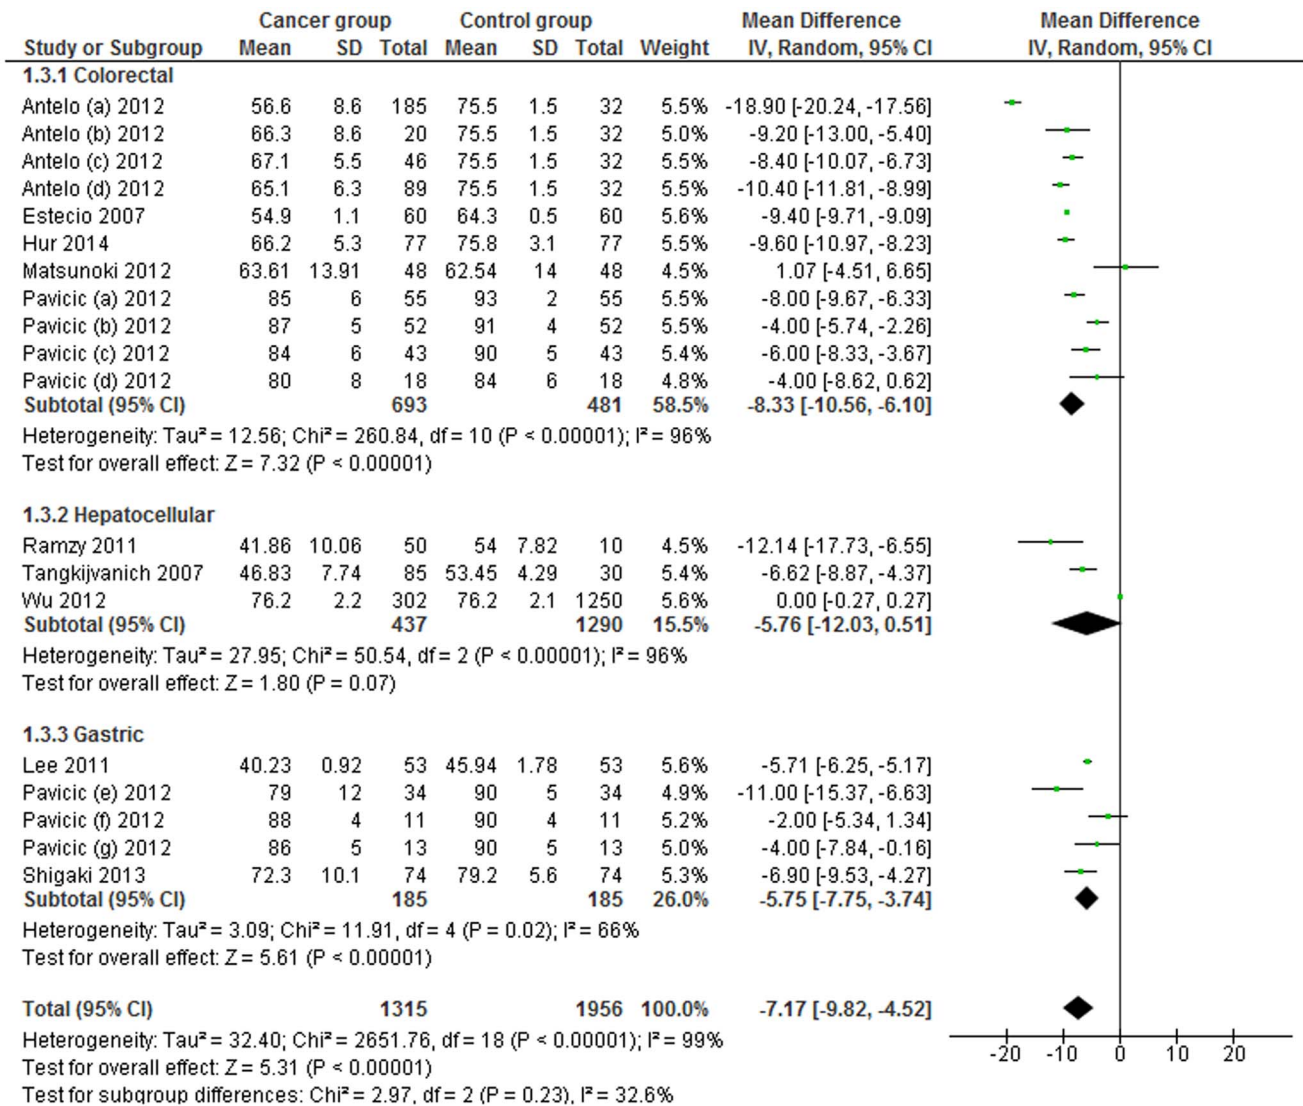 Cancer group Control group Mean Difference Mean Difference
Study or Subgroup Mean SD Total Mean SD Total Weight IV, Random, 95% CI IV, Random, 95% CI
1.3.1 Colorectal
Antelo (a) 2012 56.6 8.6 185 75.5 1.5 32 5.5% -18.90 [-20.24, -17.56]
Antelo (b) 2012 66.3 8.6 20 75.5 1.5 32 5.0% -9.20 [-13.00, -5.40]
Antelo (c) 2012 67.1 5.5 46 75.5 1.5 32 5.5% -8.40 [-10.07, -6.73]
Antelo (d) 2012 65.1 6.3 89 75.5 1.5 32 5.5% -10.40 [-11.81, -8.99]
Estecio 2007 54.9 1.1 60 64.3 0.5 60 5.6% -9.40 [-9.71, -9.09]
Hur 2014 66.2 5.3 77 75.8 3.1 77 5.5% -9.60 [-10.97, -8.23]
Matsunoki 2012 63.61 13.91 48 62.54 14 48 4.5% 1.07 [-4.51, 6.65]
Pavicic (a) 2012 85 6 55 93 2 55 5.5% -8.00 [-9.67, -6.33]
Pavicic (b) 2012 87 5 52 91 4 52 5.5% -4.00 [-5.74, -2.26]
Pavicic (c) 2012 84 6 43 90 5 43 5.4% -6.00 [-8.33, -3.67]
Pavicic (d) 2012 80 8 18 84 6 18 4.8% -4.00 [-8.62, 0.62]
Subtotal (95% CI) 693 481 58.5% -8.33 [-10.56, -6.10]
Heterogeneity: Tau² = 12.56; Chi² = 260.84, df = 10 (P < 0.00001); I² = 96%
Test for overall effect: Z = 7.32 (P < 0.00001)
1.3.2 Hepatocellular
Ramzy 2011 41.86 10.06 50 54 7.82 10 4.5% -12.14 [-17.73, -6.55]
Tangkijvanich 2007 46.83 7.74 85 53.45 4.29 30 5.4% -6.62 [-8.87, -4.37]
Wu 2012 76.2 2.2 302 76.2 2.1 1250 5.6% 0.00 [-0.27, 0.27]
Subtotal (95% CI) 437 1290 15.5% -5.76 [-12.03, 0.51]
Heterogeneity: Tau² = 27.95; Chi² = 50.54, df = 2 (P < 0.00001); I² = 96%
Test for overall effect: Z = 1.80 (P = 0.07)
1.3.3 Gastric
Lee 2011 40.23 0.92 53 45.94 1.78 53 5.6% -5.71 [-6.25, -5.17]
Pavicic (e) 2012 79 12 34 90 5 34 4.9% -11.00 [-15.37, -6.63]
Pavicic (f) 2012 88 4 11 90 4 11 5.2% -2.00 [-5.34, 1.34]
Pavicic (g) 2012 86 5 13 90 5 13 5.0% -4.00 [-7.84, -0.16]
Shigaki 2013 72.3 10.1 74 79.2 5.6 74 5.3% -6.90 [-9.53, -4.27]
Subtotal (95% CI) 185 185 26.0% -5.75 [-7.75, -3.74]
Heterogeneity: Tau² = 3.09; Chi² = 11.91, df = 4 (P = 0.02); I² = 66%
Test for overall effect: Z = 5.61 (P < 0.00001)
Total (95% CI) 1315 1956 100.0% -7.17 [-9.82, -4.52]
Heterogeneity: Tau² = 32.40; Chi² = 2651.76, df = 18 (P < 0.00001); I² = 99%
-20 -10 0 10 20
Test for overall effect: Z = 5.31 (P < 0.00001)
Test for subgroup differences: Chi² = 2.97, df = 2 (P = 0.23), I² = 32.6%